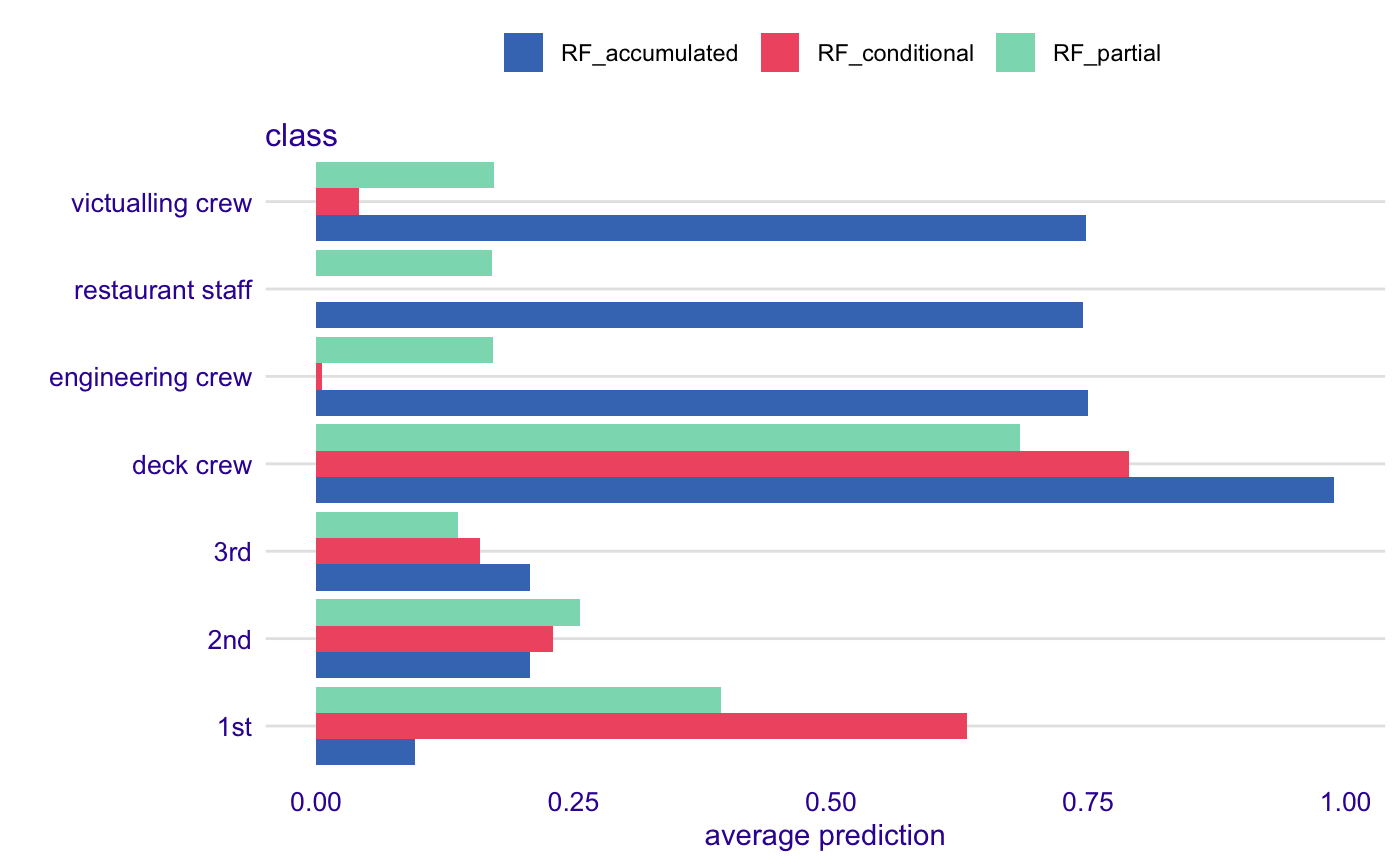 RF_accumulated RF_conditional RF_partial
class
victualling crew
restaurant staff
engineering crew
deck crew
3rd
2nd
1st
0.00 0.25 0.50 0.75 1.00
average prediction